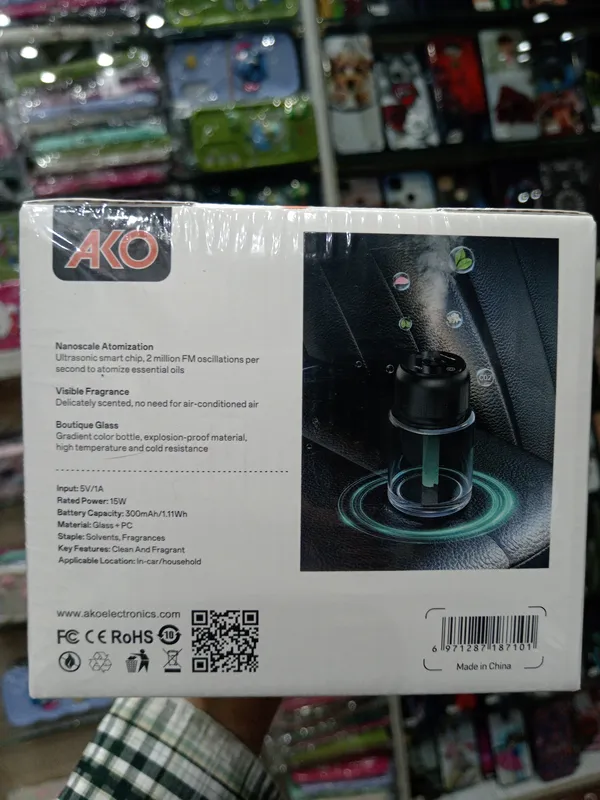 AKO
Nanoscale Atomization
Ultrasonic smart chip, 2 million FM oscillations per
second to atomize essential oils
Visible Fragrance
Delicately scented, no need for air-conditioned air
Boutique Glass
Gradient color bottle, explosion-proof material,
high temperature and cold resistance
Input: 5V/1A
Rated Power: 15W
Battery Capacity: 300mAh/1.11Wh
Material: Glass + PC
Staple: Solvents, Fragrances
Key Features: Clean And Fragrant
Applicable Location: In-car/household
www.akoelectronics.com
FC CE RoHS 10
6 971287 187101
Made in China